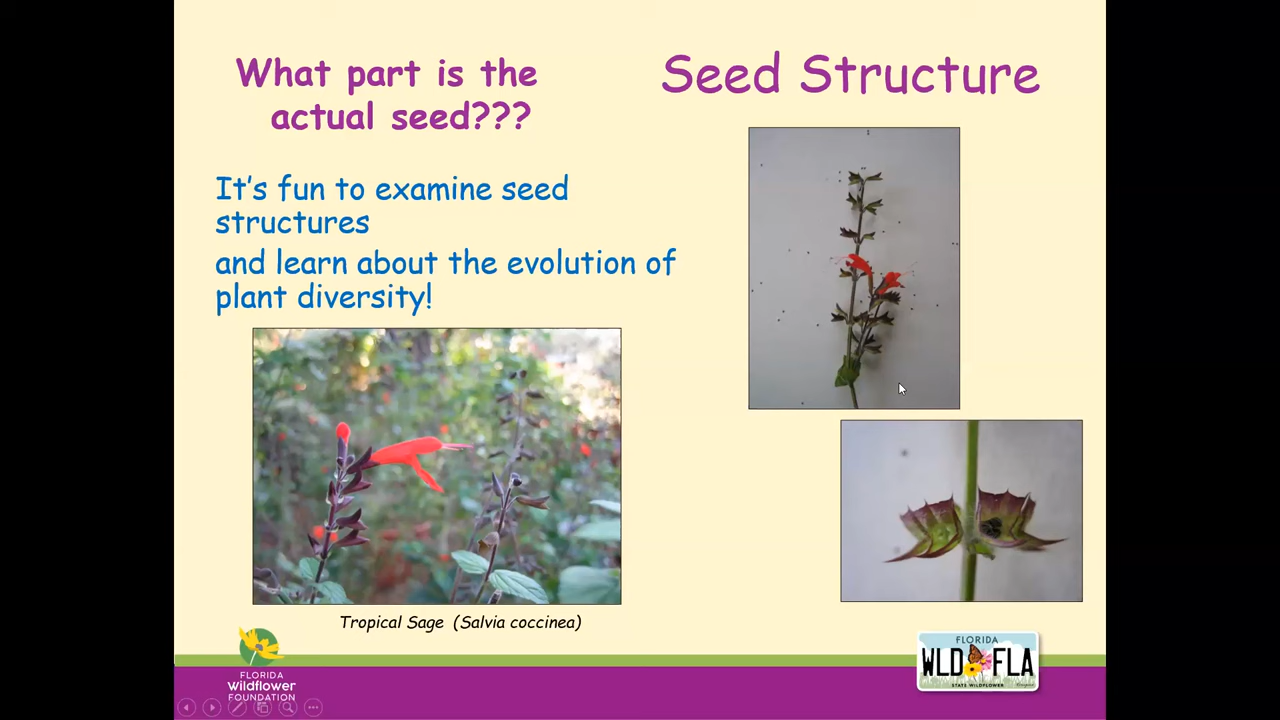 What part is the
actual seed???
Seed Structure
It's fun to examine seed
structures
and learn about the evolution of
plant diversity!
Tropical Sage (Salvia coccinea)
FLORIDA
wildflower
FOUNDATION
FLORIDA
WLD FLA
STATE WILDFLOWER